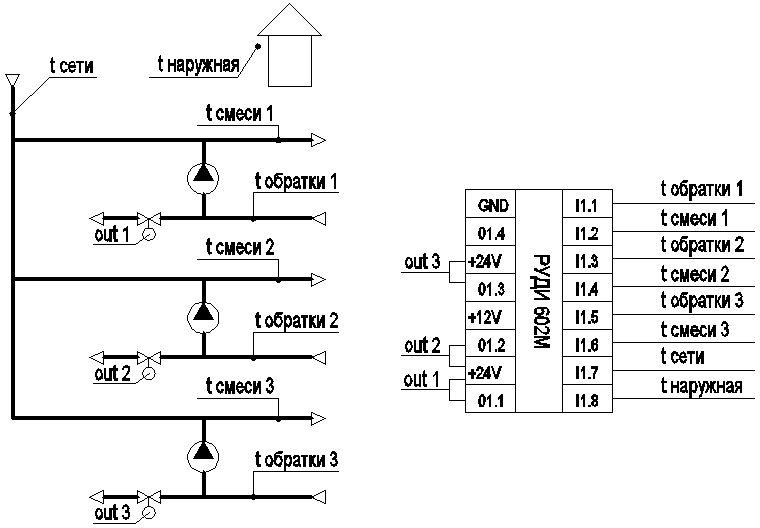 t сети
t наружная
t смеси 1
t обратки 1
out 1
t смеси 2
t обратки 2
out 2
t смеси 3
t обратки 3
out 3
GND
01.4
+24V
01.3
+12V
01.2
+24V
01.1
out 3
out 2
out 1
РУДИ 602М
I1.1
I1.2
I1.3
I1.4
I1.5
I1.6
I1.7
I1.8
t обратки 1
t смеси 1
t обратки 2
t смеси 2
t обратки 3
t смеси 3
t сети
t наружная